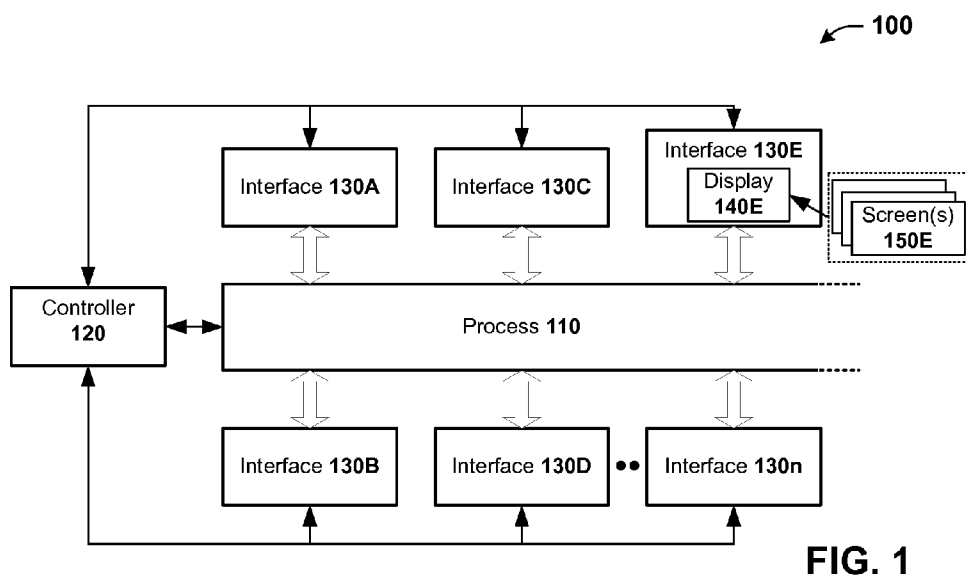 100
Interface 130A
Interface 130C
Interface 130E
Display
140E
Screen(s)
150E
Controller
120
Process 110
Interface 130B
Interface 130D
Interface 130n
FIG. 1